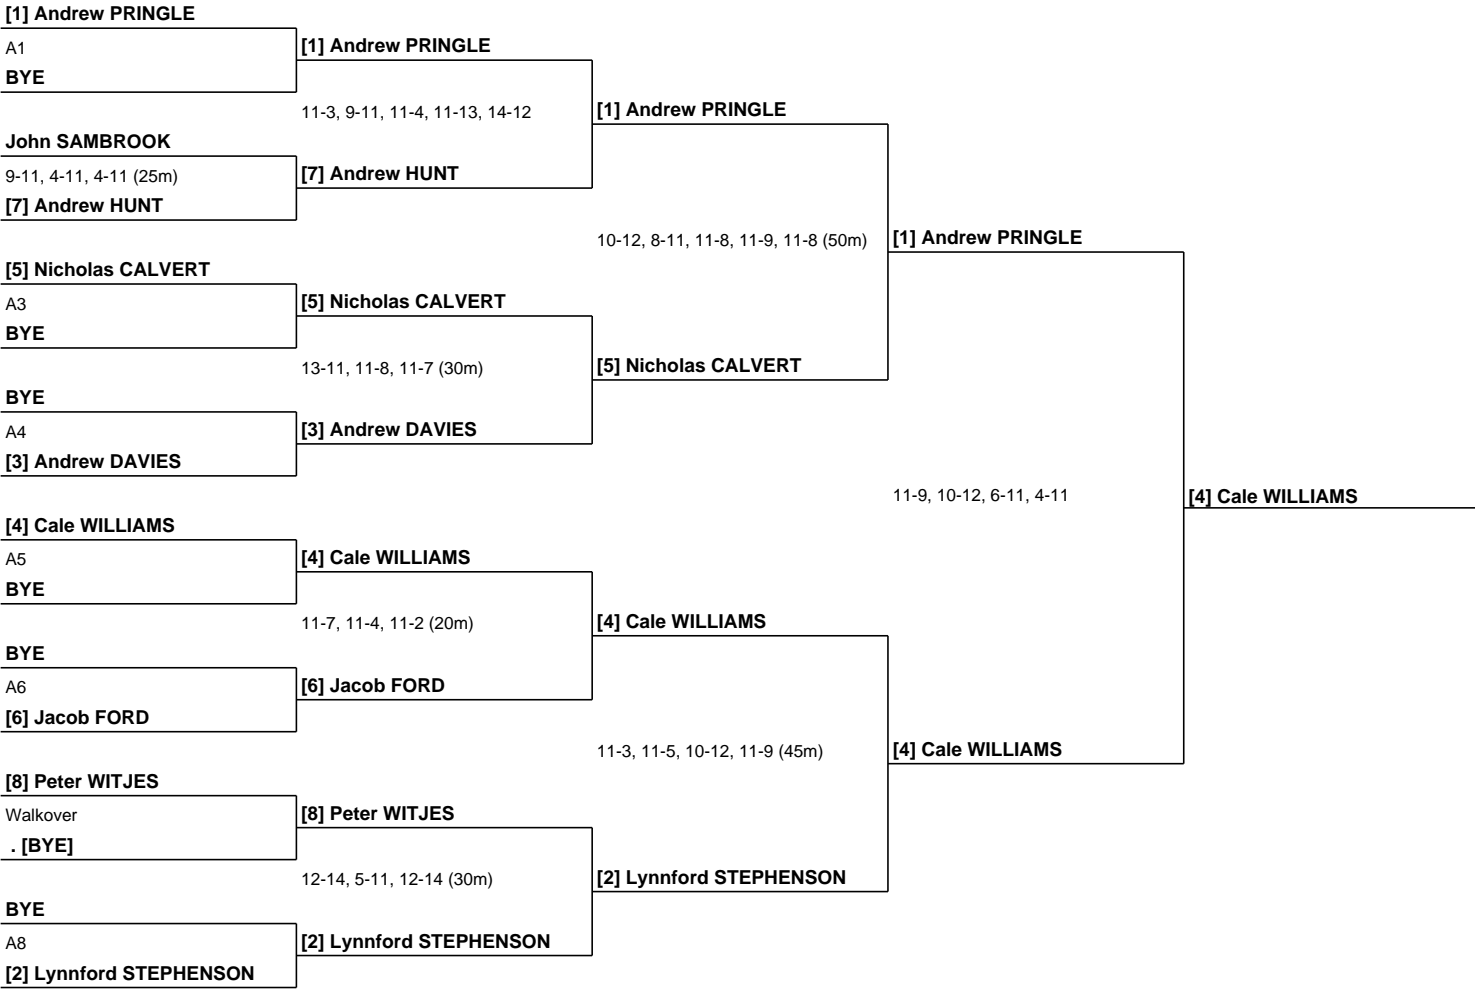 [1] Andrew PRINGLE
A1
BYE
John SAMBROOK
9-11, 4-11, 4-11 (25m)
[7] Andrew HUNT
[5] Nicholas CALVERT
A3
BYE
BYE
A4
[3] Andrew DAVIES
[4] Cale WILLIAMS
A5
BYE
BYE
A6
[6] Jacob FORD
[8] Peter WITJES
Walkover
. [BYE]
BYE
A8
[2] Lynnford STEPHENSON
[1] Andrew PRINGLE
11-3, 9-11, 11-4, 11-13, 14-12
[7] Andrew HUNT
[5] Nicholas CALVERT
13-11, 11-8, 11-7 (30m)
[3] Andrew DAVIES
[4] Cale WILLIAMS
11-7, 11-4, 11-2 (20m)
[6] Jacob FORD
[8] Peter WITJES
12-14, 5-11, 12-14 (30m)
[2] Lynnford STEPHENSON
[1] Andrew PRINGLE
10-12, 8-11, 11-8, 11-9, 11-8 (50m)
[5] Nicholas CALVERT
[4] Cale WILLIAMS
11-3, 11-5, 10-12, 11-9 (45m)
[2] Lynnford STEPHENSON
[1] Andrew PRINGLE
11-9, 10-12, 6-11, 4-11
[4] Cale WILLIAMS
[4] Cale WILLIAMS